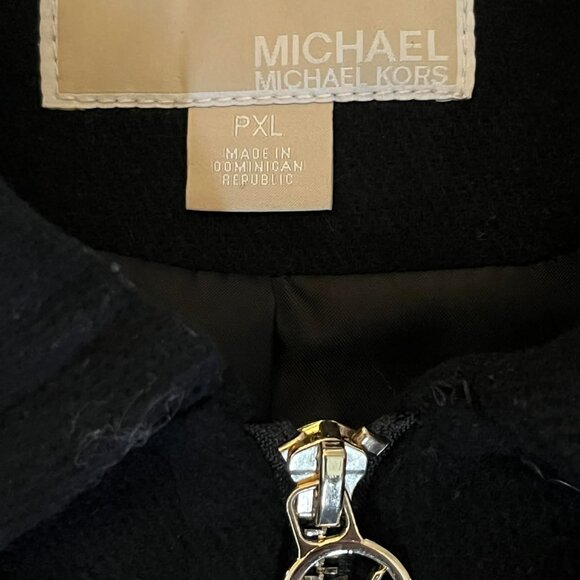 MICHAEL
MICHAEL KORS
PXL
MADE IN
DOMINICAN
REPUBLIC